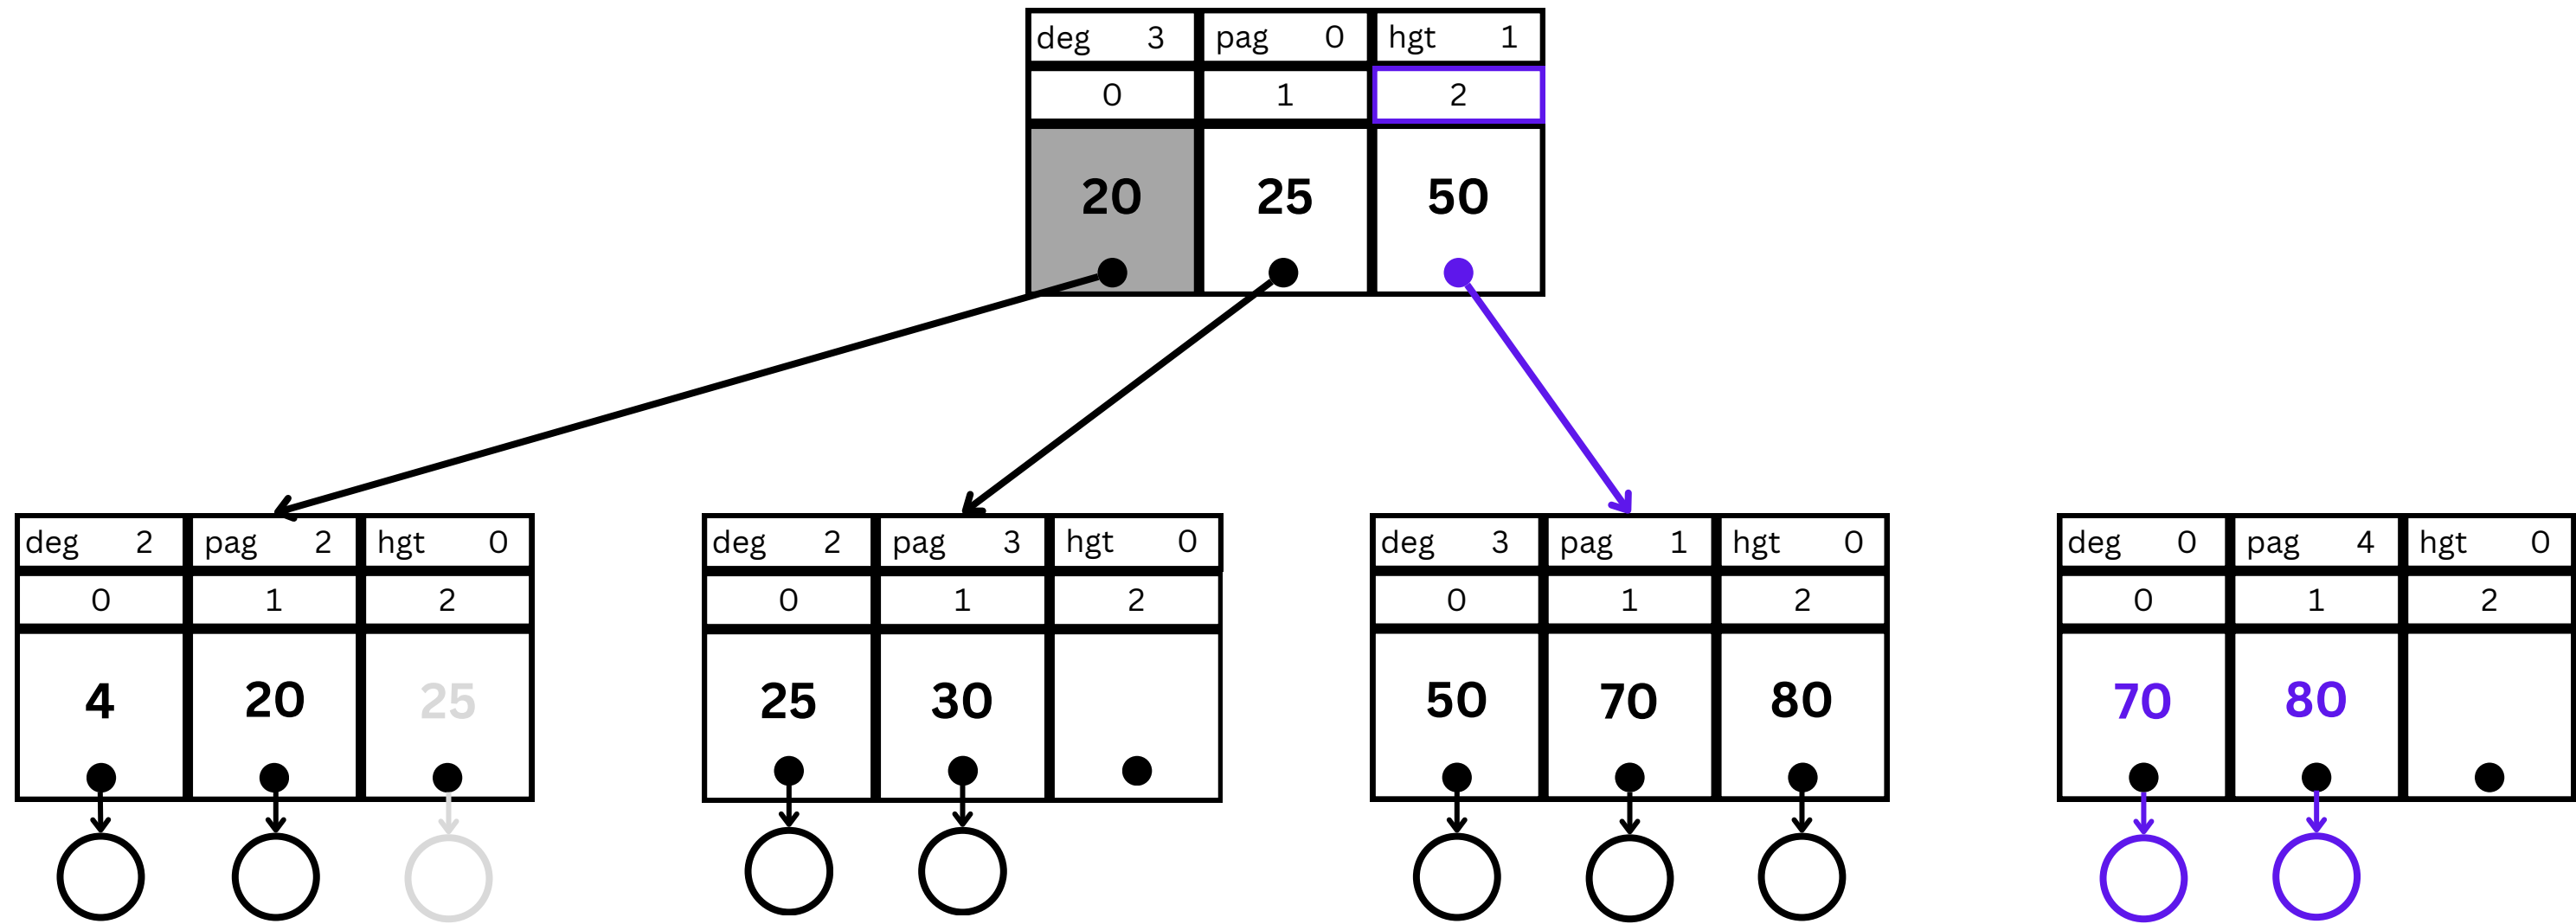 deg 3 pag 0 hgt 1
0 1 2
20 25 50
deg 2 pag 2 hgt 0
0 1 2
4 20 25
deg 2 pag 3 hgt 0
0 1 2
25 30
deg 3 pag 1 hgt 0
0 1 2
50 70 80
deg 0 pag 4 hgt 0
0 1 2
70 80